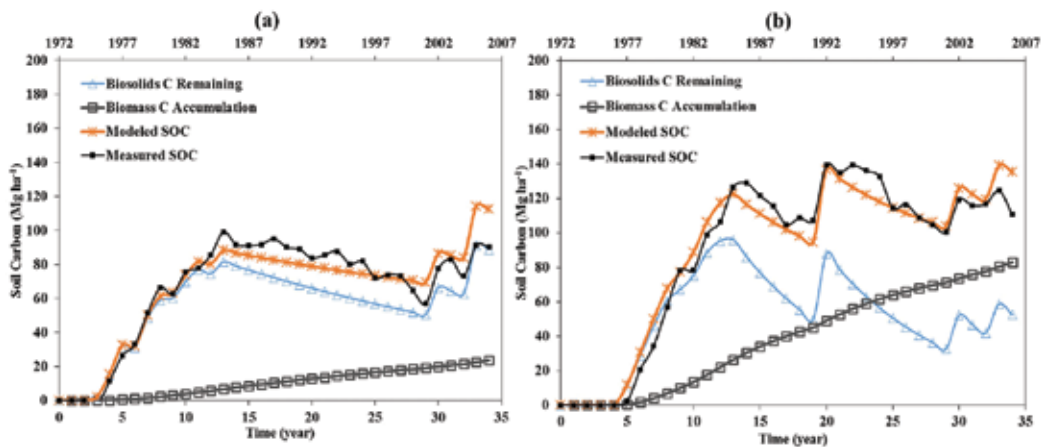 (a)
1972 1977 1982 1987 1992 1997 2002 2007
200
180
160
140
120
100
80
60
40
20
0
Soil Carbon (Mg ha⁻¹)
Biosolids C Remaining
Biomass C Accumulation
Modeled SOC
Measured SOC
0 5 10 15 20 25 30 35
Time (year)
(b)
1972 1977 1982 1987 1992 1997 2002 2007
200
180
160
140
120
100
80
60
40
20
0
Soil Carbon (Mg ha⁻¹)
Biosolids C Remaining
Biomass C Accumulation
Modeled SOC
Measured SOC
0 5 10 15 20 25 30 35
Time (year)